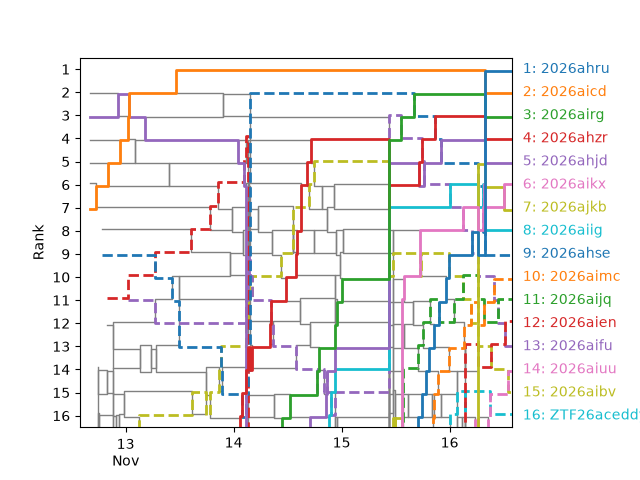 Rank
1
2
3
4
5
6
7
8
9
10
11
12
13
14
15
16
13
14
15
16
Nov
1: 2026ahru
2: 2026aicd
3: 2026airg
4: 2026ahzr
5: 2026ahjd
6: 2026aikx
7: 2026ajkb
8: 2026aiig
9: 2026ahse
10: 2026aimc
11: 2026aijq
12: 2026aien
13: 2026aifu
14: 2026aiuu
15: 2026aibv
16: ZTF26acedd